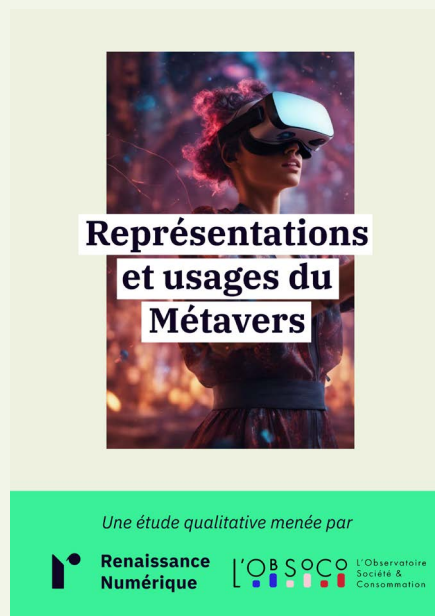 Représentations
et usages du
Métavers
Une étude qualitative menée par
Renaissance
Numérique
L'OBSOCO
L'Observatoire
Société &
Consommation